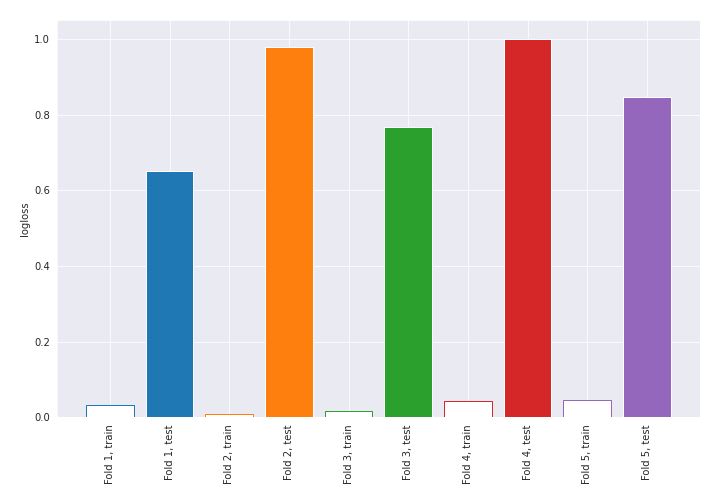 1.0
0.8
0.6
0.4
0.2
0.0
logloss
Fold 1, train
Fold 1, test
Fold 2, train
Fold 2, test
Fold 3, train
Fold 3, test
Fold 4, train
Fold 4, test
Fold 5, train
Fold 5, test